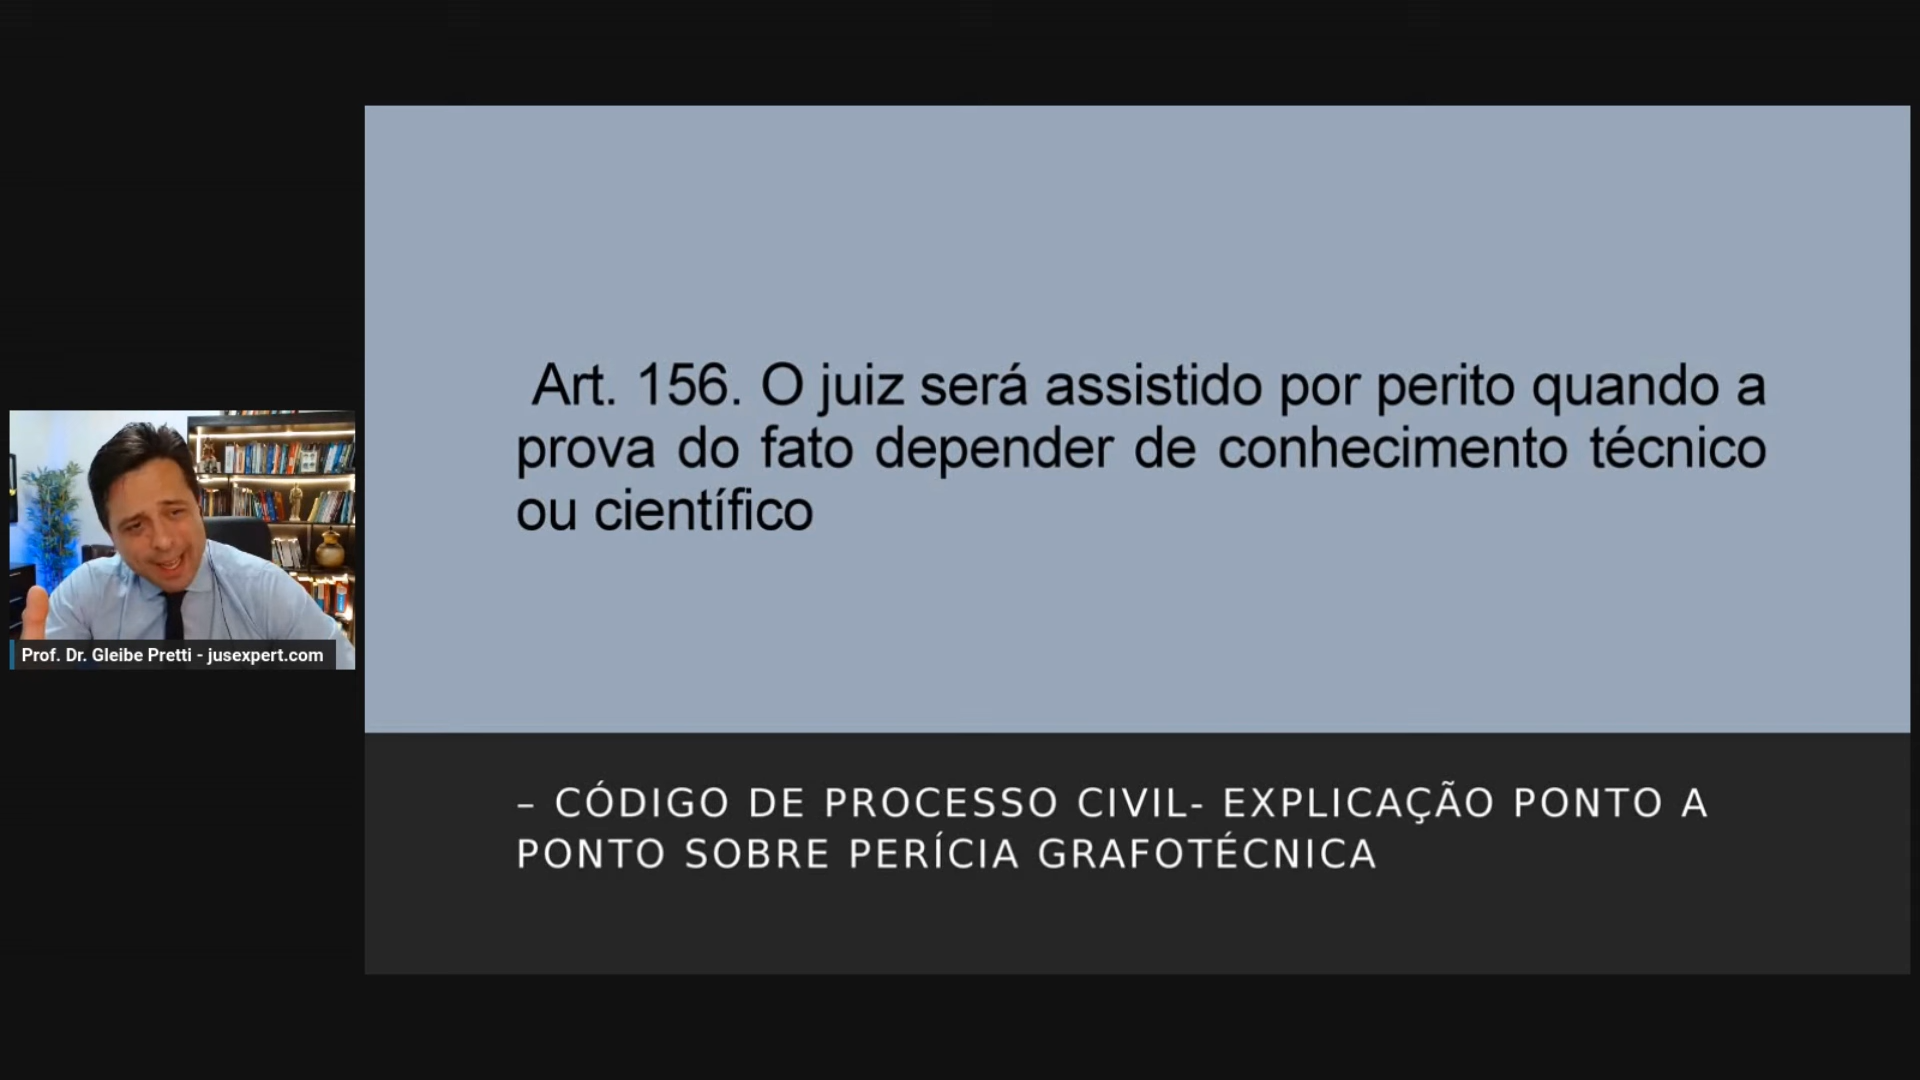 Art. 156. O juiz será assistido por perito quando a
prova do fato depender de conhecimento técnico
ou científico
Prof. Dr. Gleibe Pretti - jusexpert.com
– CÓDIGO DE PROCESSO CIVIL- EXPLICAÇÃO PONTO A
PONTO SOBRE PERÍCIA GRAFOTÉCNICA